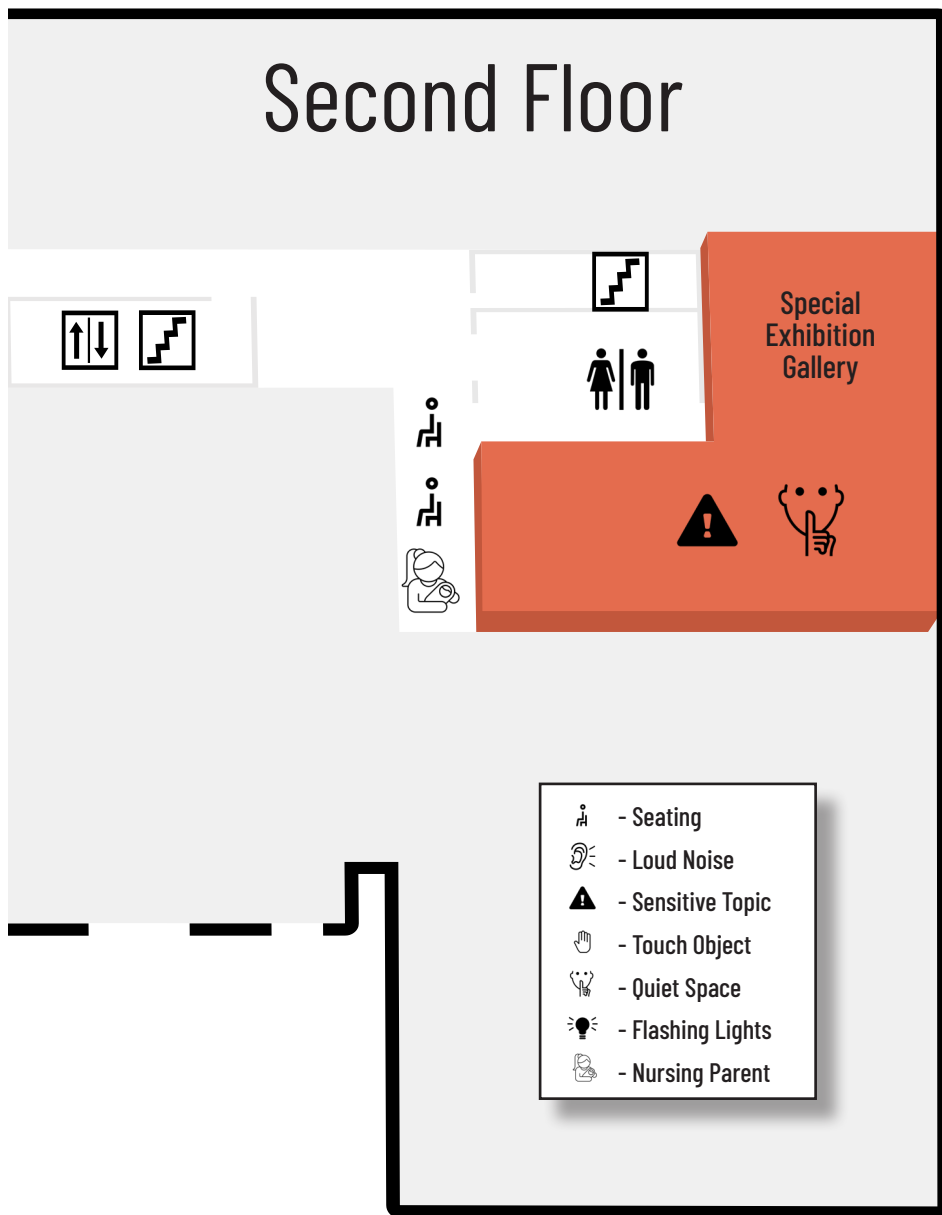 Second Floor
Special
Exhibition
Gallery
- Seating
- Loud Noise
- Sensitive Topic
- Touch Object
- Quiet Space
- Flashing Lights
- Nursing Parent